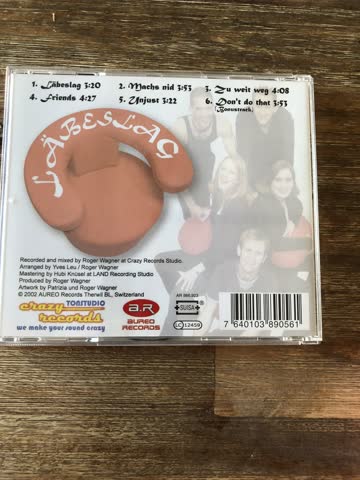 1. Läbeslag 3:20
2. Machs nid 3:53
3. Zu weit weg 4:08
4. Friends 4:27
5. Unjust 3:22
6. Don't do that 3:53
Bonustrack
LÄBESLAG
Recorded and mixed by Roger Wagner at Crazy Records Studio.
Arranged by Yves Leu / Roger Wagner
Mastering by Hubi Knüsel at LAND Recording Studio
Produced by Roger Wagner
Artwork by Patrizia und Roger Wagner
© 2002 AUREO Records Therwil BL, Switzerland
TONSTUDIO
crazy
records
we make your sound crazy
a.R
AUREO
RECORDS
SUISA
LC 12459
7 640103 890561